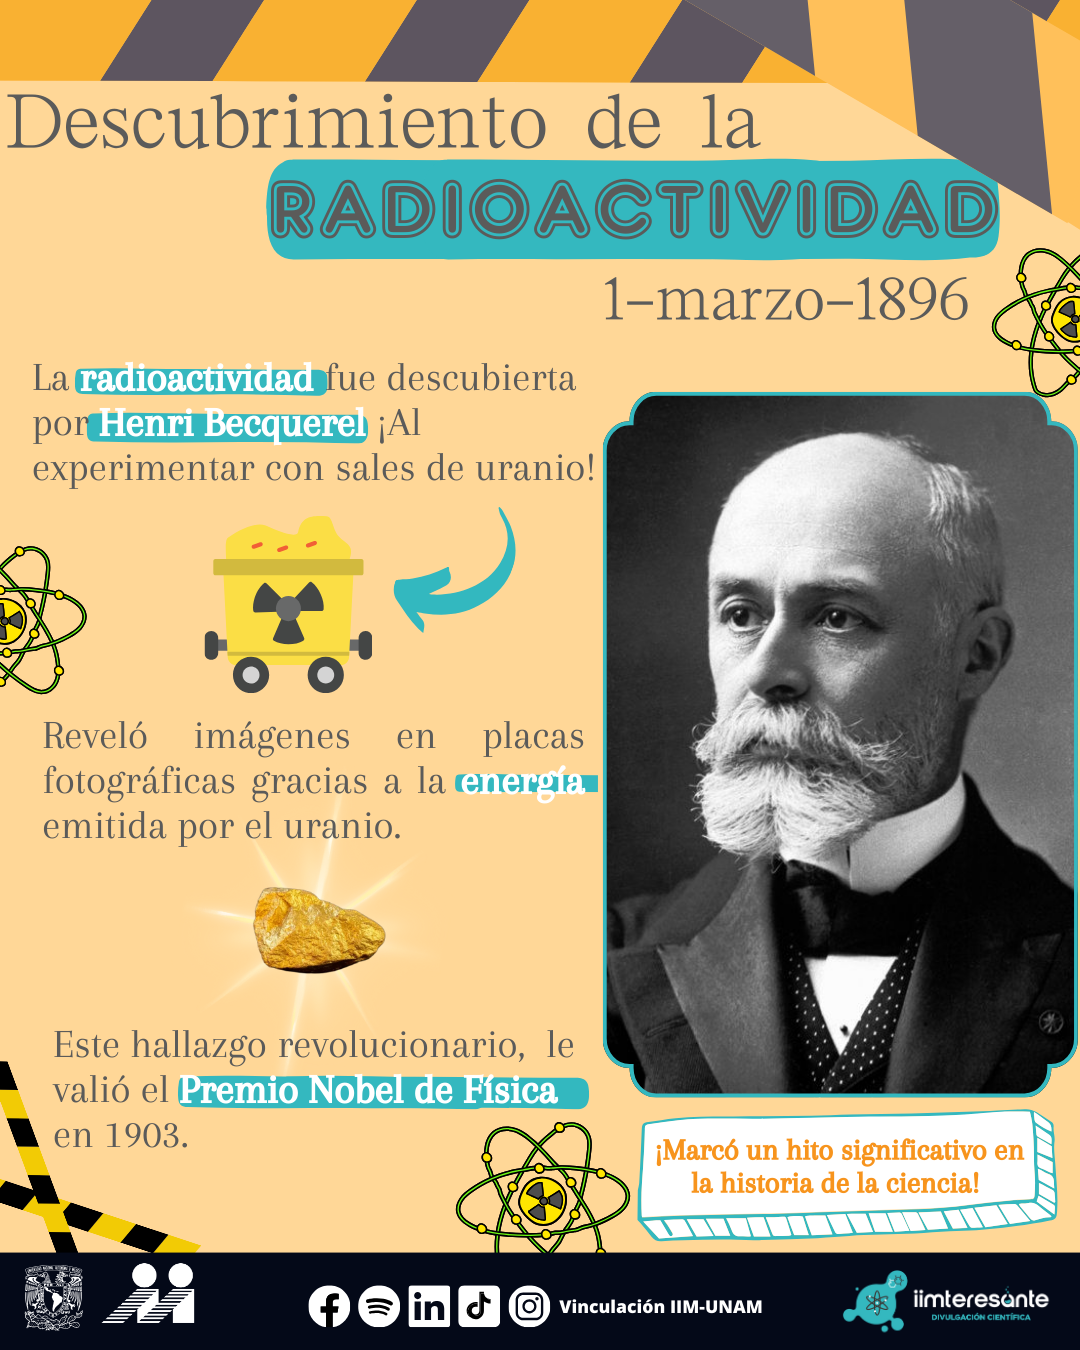 Descubrimiento de la
RADIOACTIVIDAD
1-marzo-1896
La radioactividad fue descubierta
por Henri Becquerel ¡Al
experimentar con sales de uranio!
Reveló imágenes en placas
fotográficas gracias a la energía
emitida por el uranio.
Este hallazgo revolucionario, le
valió el Premio Nobel de Física
en 1903.
¡Marcó un hito significativo en
la historia de la ciencia!
Vinculación IIM-UNAM
iimteresante
DIVULGACIÓN CIENTÍFICA